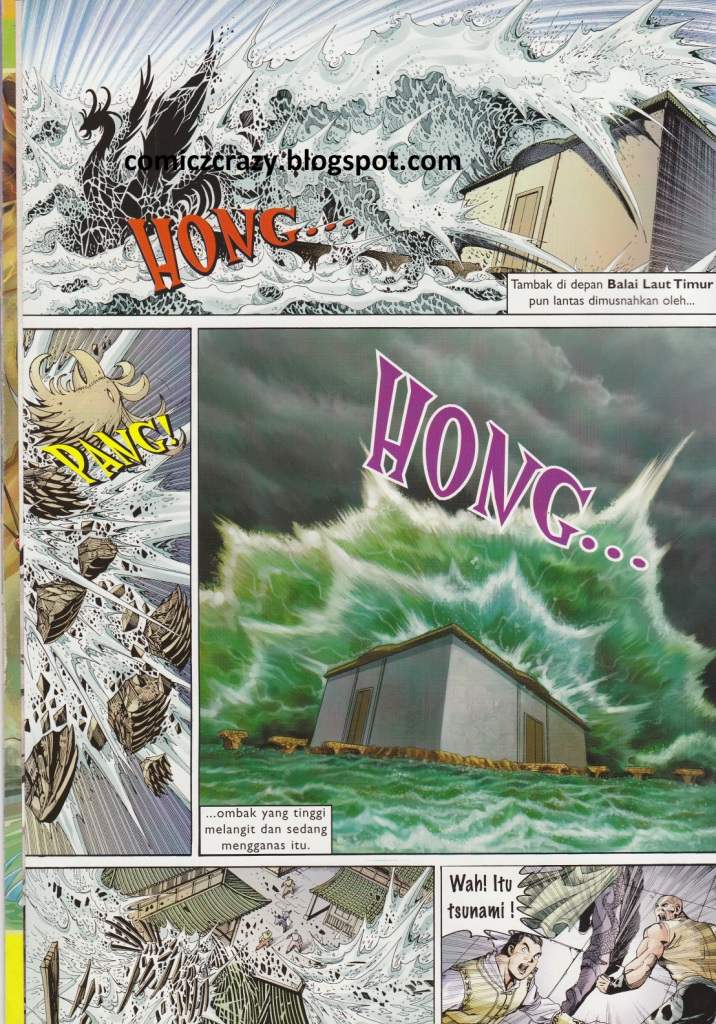 comiczcrazy.blogspot.com
HONG...
Tambak di depan Balai Laut Timur
pun lantas dimusnahkan oleh...
PANG!
HONG...
...ombak yang tinggi
melangit dan sedang
mengganas itu.
Wah! Itu
tsunami !